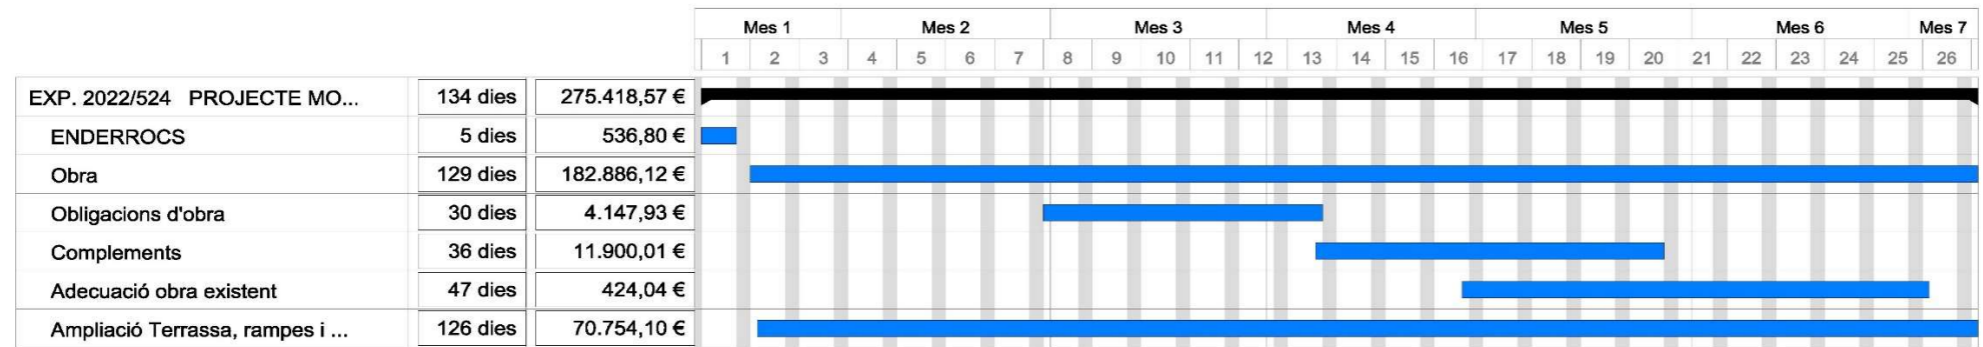 Mes 1 Mes 2 Mes 3 Mes 4 Mes 5 Mes 6 Mes 7
1 2 3 4 5 6 7 8 9 10 11 12 13 14 15 16 17 18 19 20 21 22 23 24 25 26
EXP. 2022/524 PROJECTE MO... 134 dies 275.418,57 €
ENDERROCS 5 dies 536,80 €
Obra 129 dies 182.886,12 €
Obligacions d'obra 30 dies 4.147,93 €
Complements 36 dies 11.900,01 €
Adecuació obra existent 47 dies 424,04 €
Ampliació Terrassa, rampes i ... 126 dies 70.754,10 €